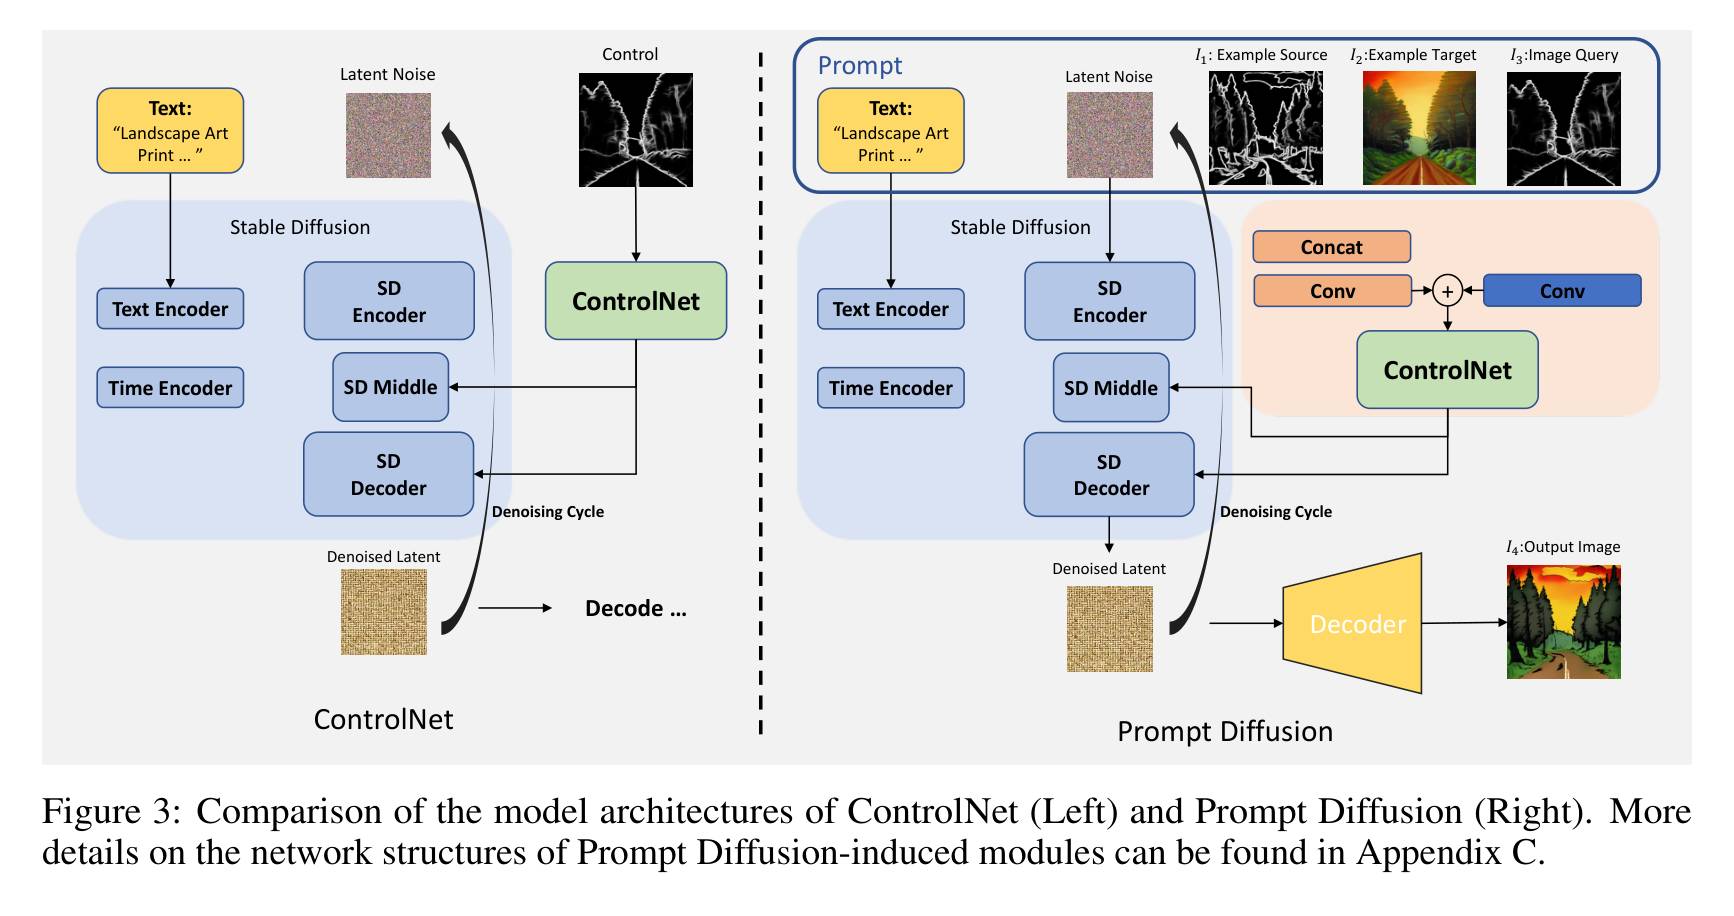 Control
Latent Noise
Text:
“Landscape Art
Print … ”
Stable Diffusion
SD
Encoder
ControlNet
Text Encoder
Time Encoder
SD Middle
SD
Decoder
Denoising Cycle
Denoised Latent
Decode …
ControlNet
Prompt
Latent Noise
I₁: Example Source
I₂:Example Target
I₃:Image Query
Text:
“Landscape Art
Print … ”
Stable Diffusion
Concat
SD
Encoder
Conv
+
Conv
Text Encoder
ControlNet
Time Encoder
SD Middle
SD
Decoder
Denoising Cycle
Denoised Latent
I₄:Output Image
Decoder
Prompt Diffusion
Figure 3: Comparison of the model architectures of ControlNet (Left) and Prompt Diffusion (Right). More
details on the network structures of Prompt Diffusion-induced modules can be found in Appendix C.